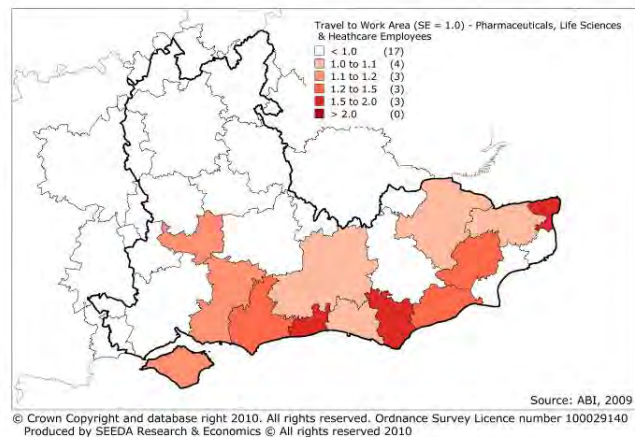 Travel to Work Area (SE = 1.0) - Pharmaceuticals, Life Sciences
& Heathcare Employees
< 1.0 (17)
1.0 to 1.1 (4)
1.1 to 1.2 (3)
1.2 to 1.5 (3)
1.5 to 2.0 (3)
> 2.0 (0)
Source: ABI, 2009
© Crown Copyright and database right 2010. All rights reserved. Ordnance Survey Licence number 100029140
Produced by SEEDA Research & Economics © All rights reserved 2010